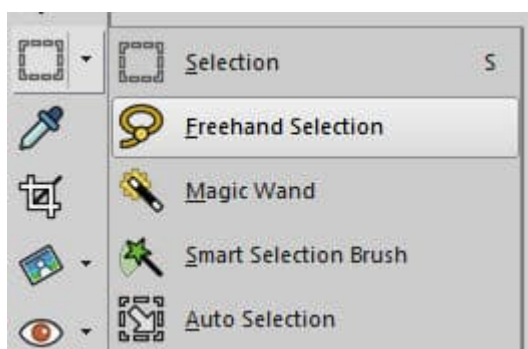 Selection S
Freehand Selection
Magic Wand
Smart Selection Brush
Auto Selection